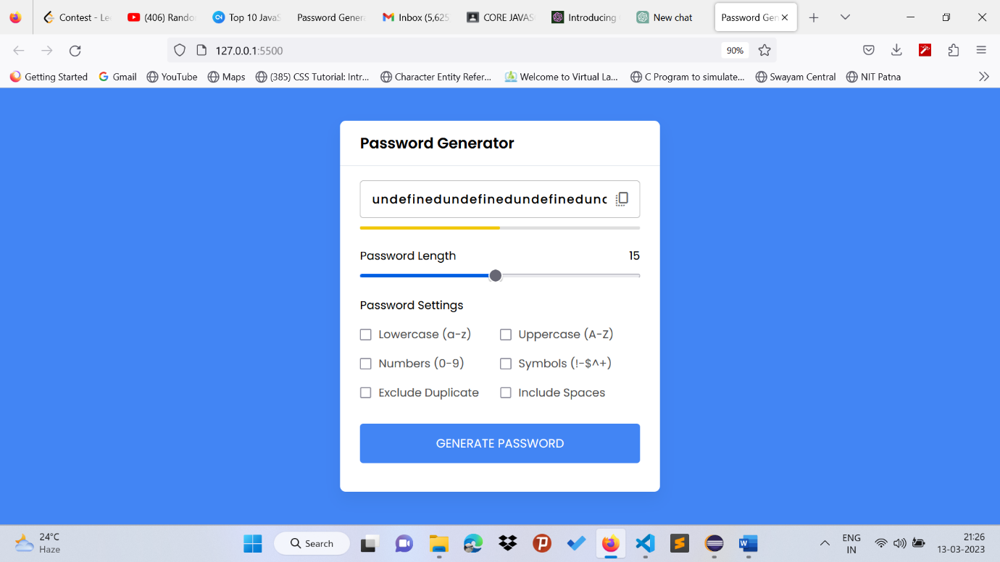 Contest - Le
(406) Rando
Top 10 JavaS
Password Genera
Inbox (5,625
CORE JAVAS
Introducing
New chat
Password Gen
127.0.0.1:5500
90%
Getting Started
Gmail
YouTube
Maps
(385) CSS Tutorial: Intr...
Character Entity Refer...
Welcome to Virtual La...
C Program to simulate...
Swayam Central
NIT Patna
Password Generator
undefinedundefinedundefinedund
Password Length 15
Password Settings
Lowercase (a-z) Uppercase (A-Z)
Numbers (0-9) Symbols (!-$^+)
Exclude Duplicate Include Spaces
GENERATE PASSWORD
24°C
Haze
Search
ENG
IN
21:26
13-03-2023